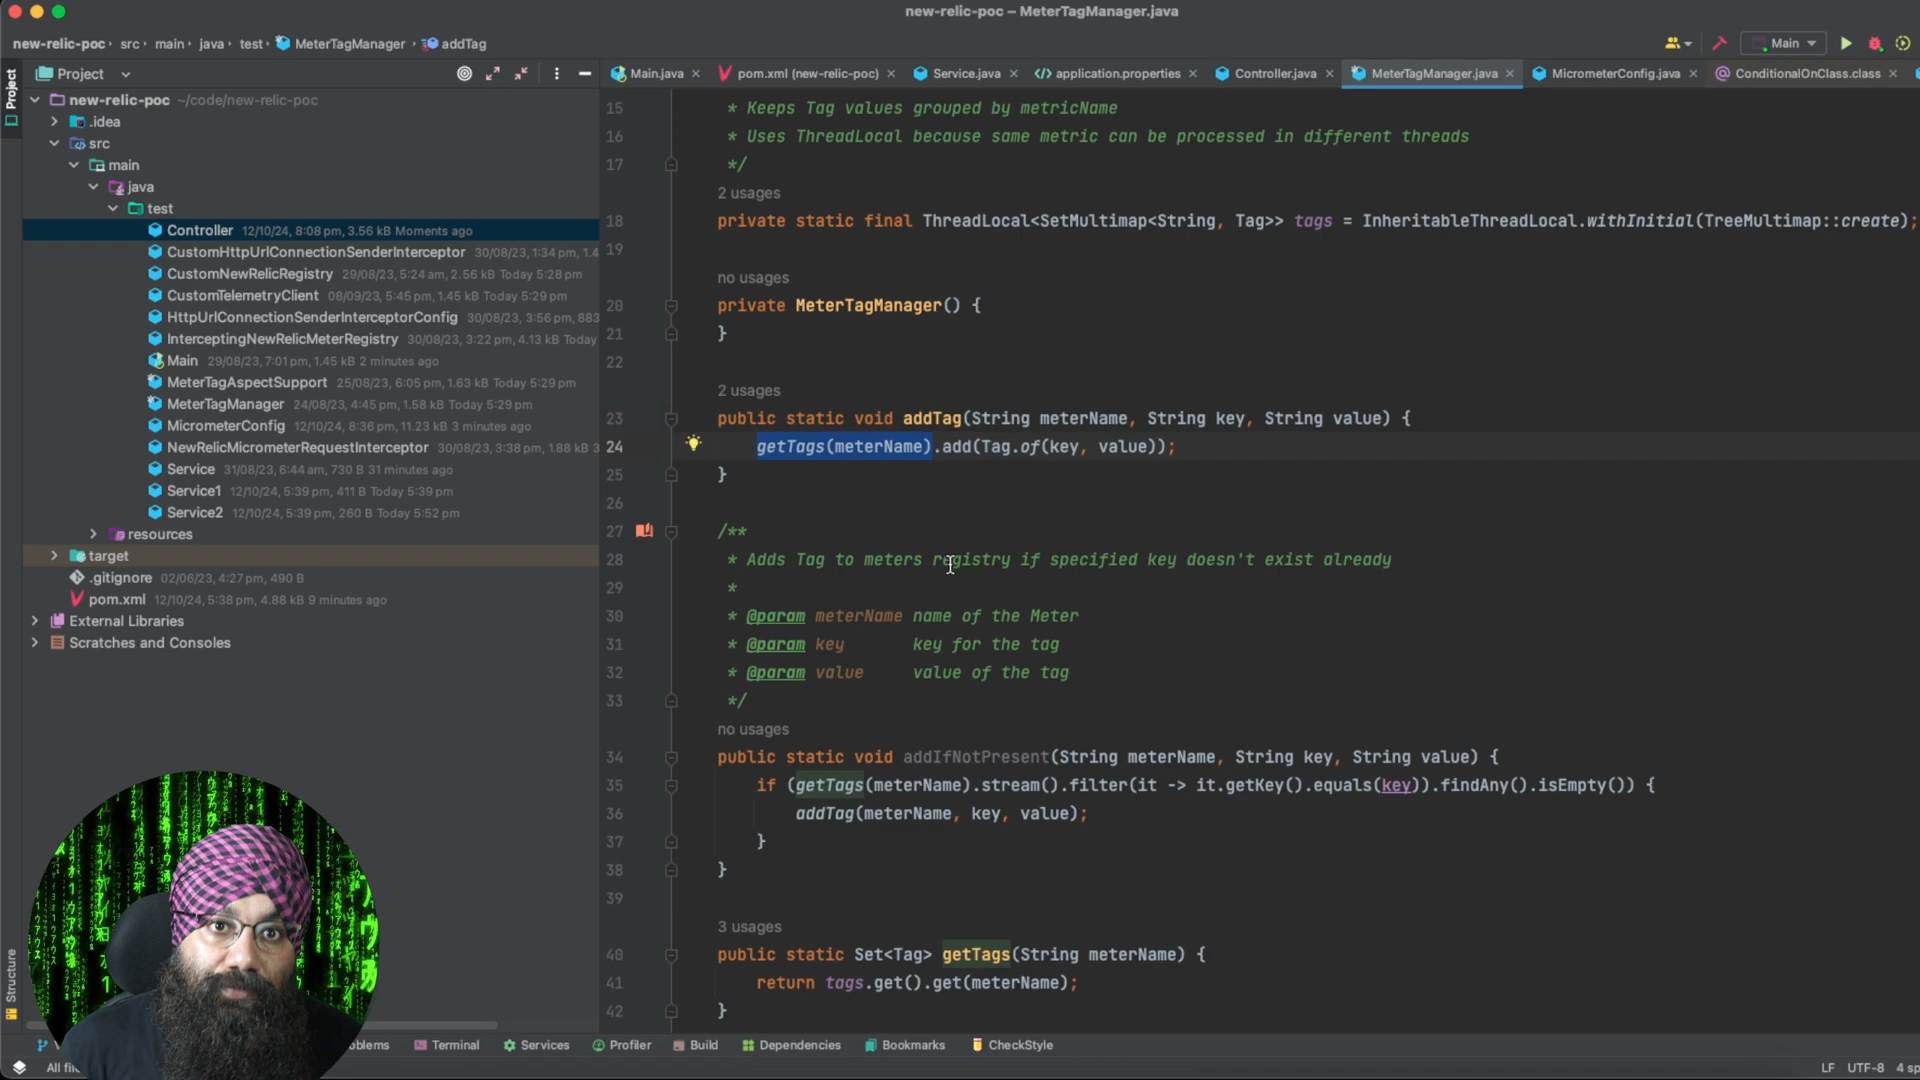 new-relic-poc – MeterTagManager.java
new-relic-poc › src › main › java › test › MeterTagManager › addTag
Main
Project
Project
Main.java
pom.xml (new-relic-poc)
Service.java
application.properties
Controller.java
MeterTagManager.java
MicrometerConfig.java
ConditionalOnClass.class
new-relic-poc ~/code/new-relic-poc
.idea
src
main
java
test
Controller 12/10/24, 8:08 pm, 3.56 kB Moments ago
CustomHttpUrlConnectionSenderInterceptor 30/08/23, 1:34 pm, 1.4
CustomNewRelicRegistry 29/08/23, 5:24 am, 2.56 kB Today 5:28 pm
CustomTelemetryClient 08/09/23, 5:45 pm, 1.45 kB Today 5:29 pm
HttpUrlConnectionSenderInterceptorConfig 30/08/23, 3:56 pm, 883
InterceptingNewRelicMeterRegistry 30/08/23, 3:22 pm, 4.13 kB Today
Main 29/08/23, 7:01 pm, 1.45 kB 2 minutes ago
MeterTagAspectSupport 25/08/23, 6:05 pm, 1.63 kB Today 5:29 pm
MeterTagManager 24/08/23, 4:45 pm, 1.58 kB Today 5:29 pm
MicrometerConfig 12/10/24, 8:36 pm, 11.23 kB 3 minutes ago
NewRelicMicrometerRequestInterceptor 30/08/23, 3:38 pm, 1.88 kB 3
Service 31/08/23, 6:44 am, 730 B 31 minutes ago
Service1 12/10/24, 5:39 pm, 411 B Today 5:39 pm
Service2 12/10/24, 5:39 pm, 260 B Today 5:52 pm
resources
target
.gitignore 02/06/23, 4:27 pm, 490 B
pom.xml 12/10/24, 5:38 pm, 4.88 kB 9 minutes ago
External Libraries
Scratches and Consoles
15 * Keeps Tag values grouped by metricName
16 * Uses ThreadLocal because same metric can be processed in different threads
17 */
2 usages
18 private static final ThreadLocal<SetMultimap<String, Tag>> tags = InheritableThreadLocal.withInitial(TreeMultimap::create);
19
no usages
20 private MeterTagManager() {
21 }
22
2 usages
23 public static void addTag(String meterName, String key, String value) {
24 getTags(meterName).add(Tag.of(key, value));
25 }
26
27 /**
28 * Adds Tag to meters registry if specified key doesn't exist already
29 *
30 * @param meterName name of the Meter
31 * @param key key for the tag
32 * @param value value of the tag
33 */
no usages
34 public static void addIfNotPresent(String meterName, String key, String value) {
35 if (getTags(meterName).stream().filter(it -> it.getKey().equals(key)).findAny().isEmpty()) {
36 addTag(meterName, key, value);
37 }
38 }
39
3 usages
40 public static Set<Tag> getTags(String meterName) {
41 return tags.get().get(meterName);
42 }
Structure
oblems
Terminal
Services
Profiler
Build
Dependencies
Bookmarks
CheckStyle
All file
LF UTF-8 4 sp